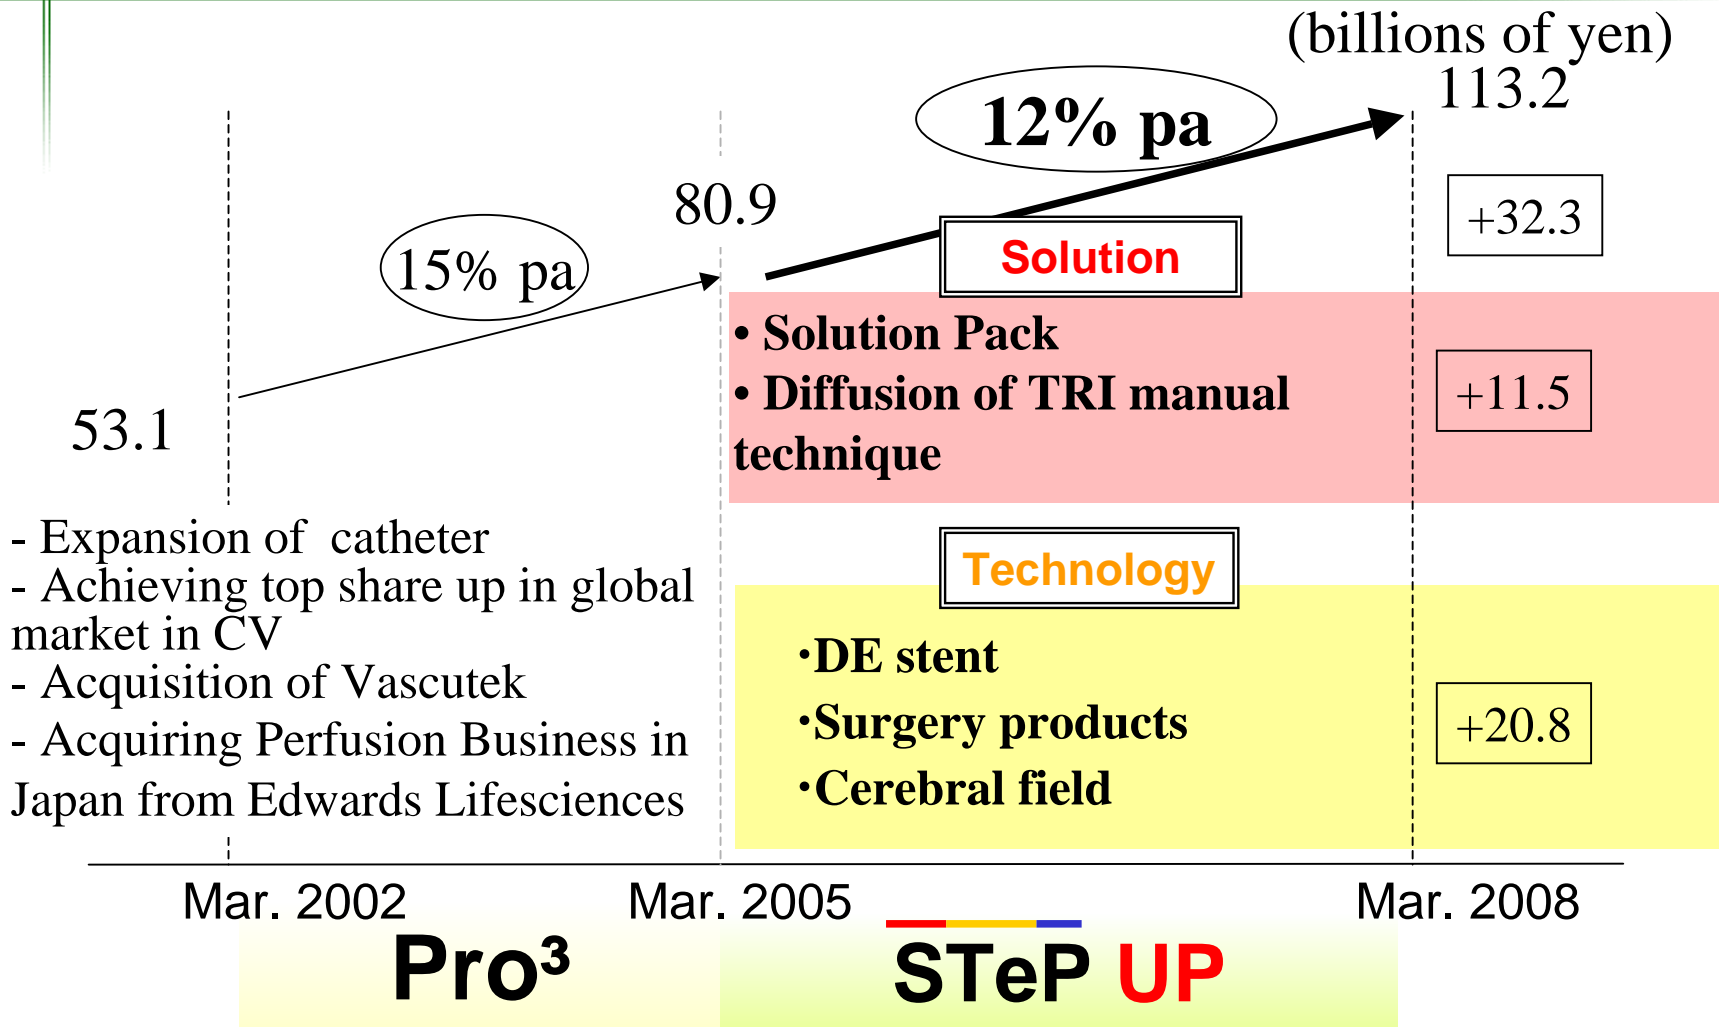 (billions of yen)
113.2
12% pa
80.9
+32.3
15% pa
Solution
• Solution Pack
• Diffusion of TRI manual
technique
+11.5
53.1
- Expansion of  catheter
- Achieving top share up in global
market in CV
- Acquisition of Vascutek
- Acquiring Perfusion Business in
Japan from Edwards Lifesciences
Technology
・DE stent
・Surgery products
・Cerebral field
+20.8
Mar. 2002
Mar. 2005
Mar. 2008
Pro³
STeP UP